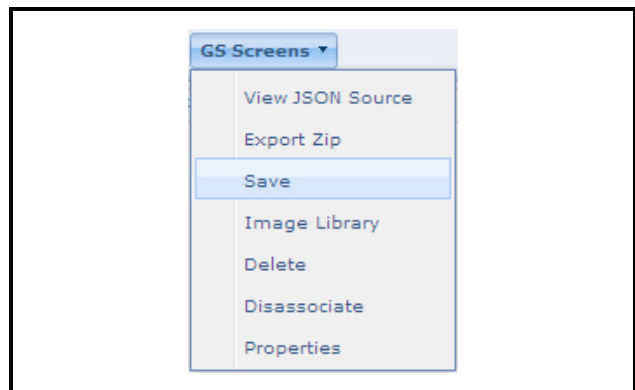 GS Screens
View JSON Source
Export Zip
Save
Image Library
Delete
Disassociate
Properties